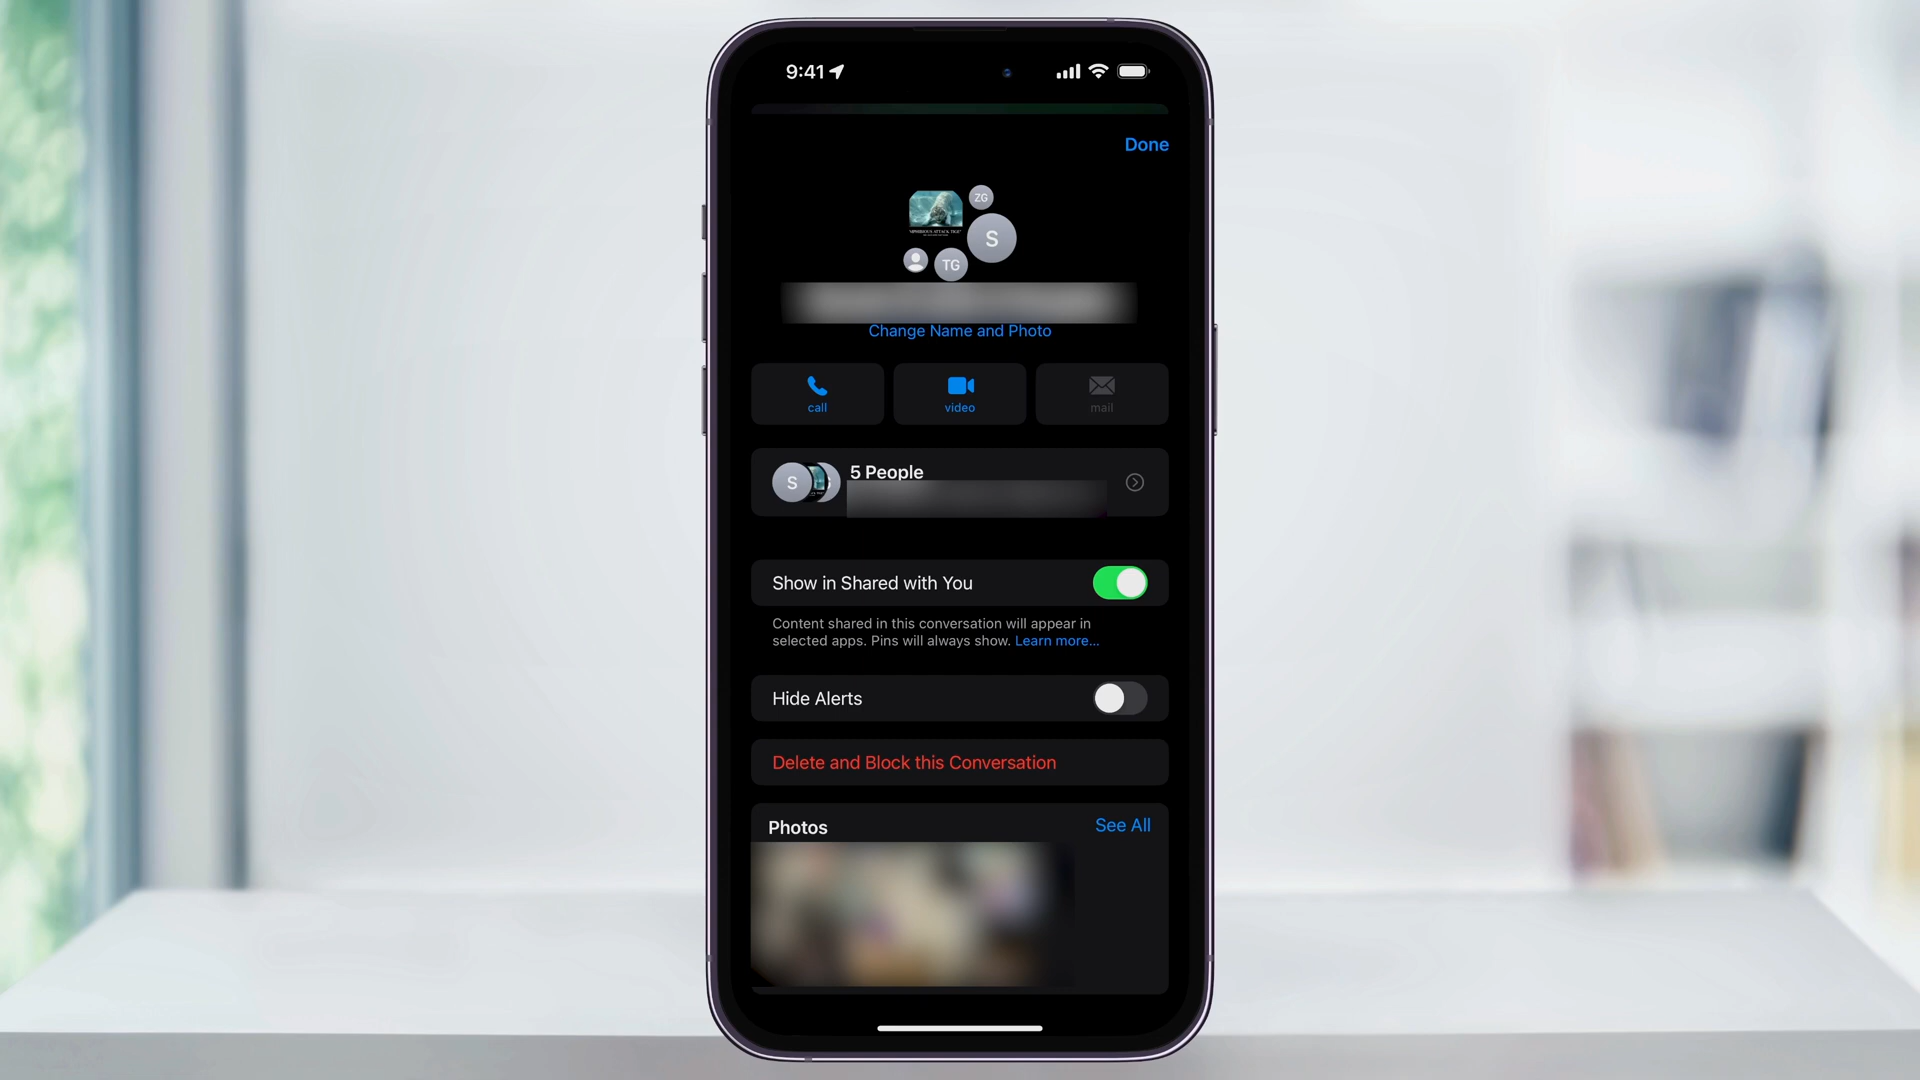 9:41
Done
ZG
S
TG
Change Name and Photo
call
video
mail
S
5 People
Show in Shared with You
Content shared in this conversation will appear in
selected apps. Pins will always show. Learn more...
Hide Alerts
Delete and Block this Conversation
Photos
See All